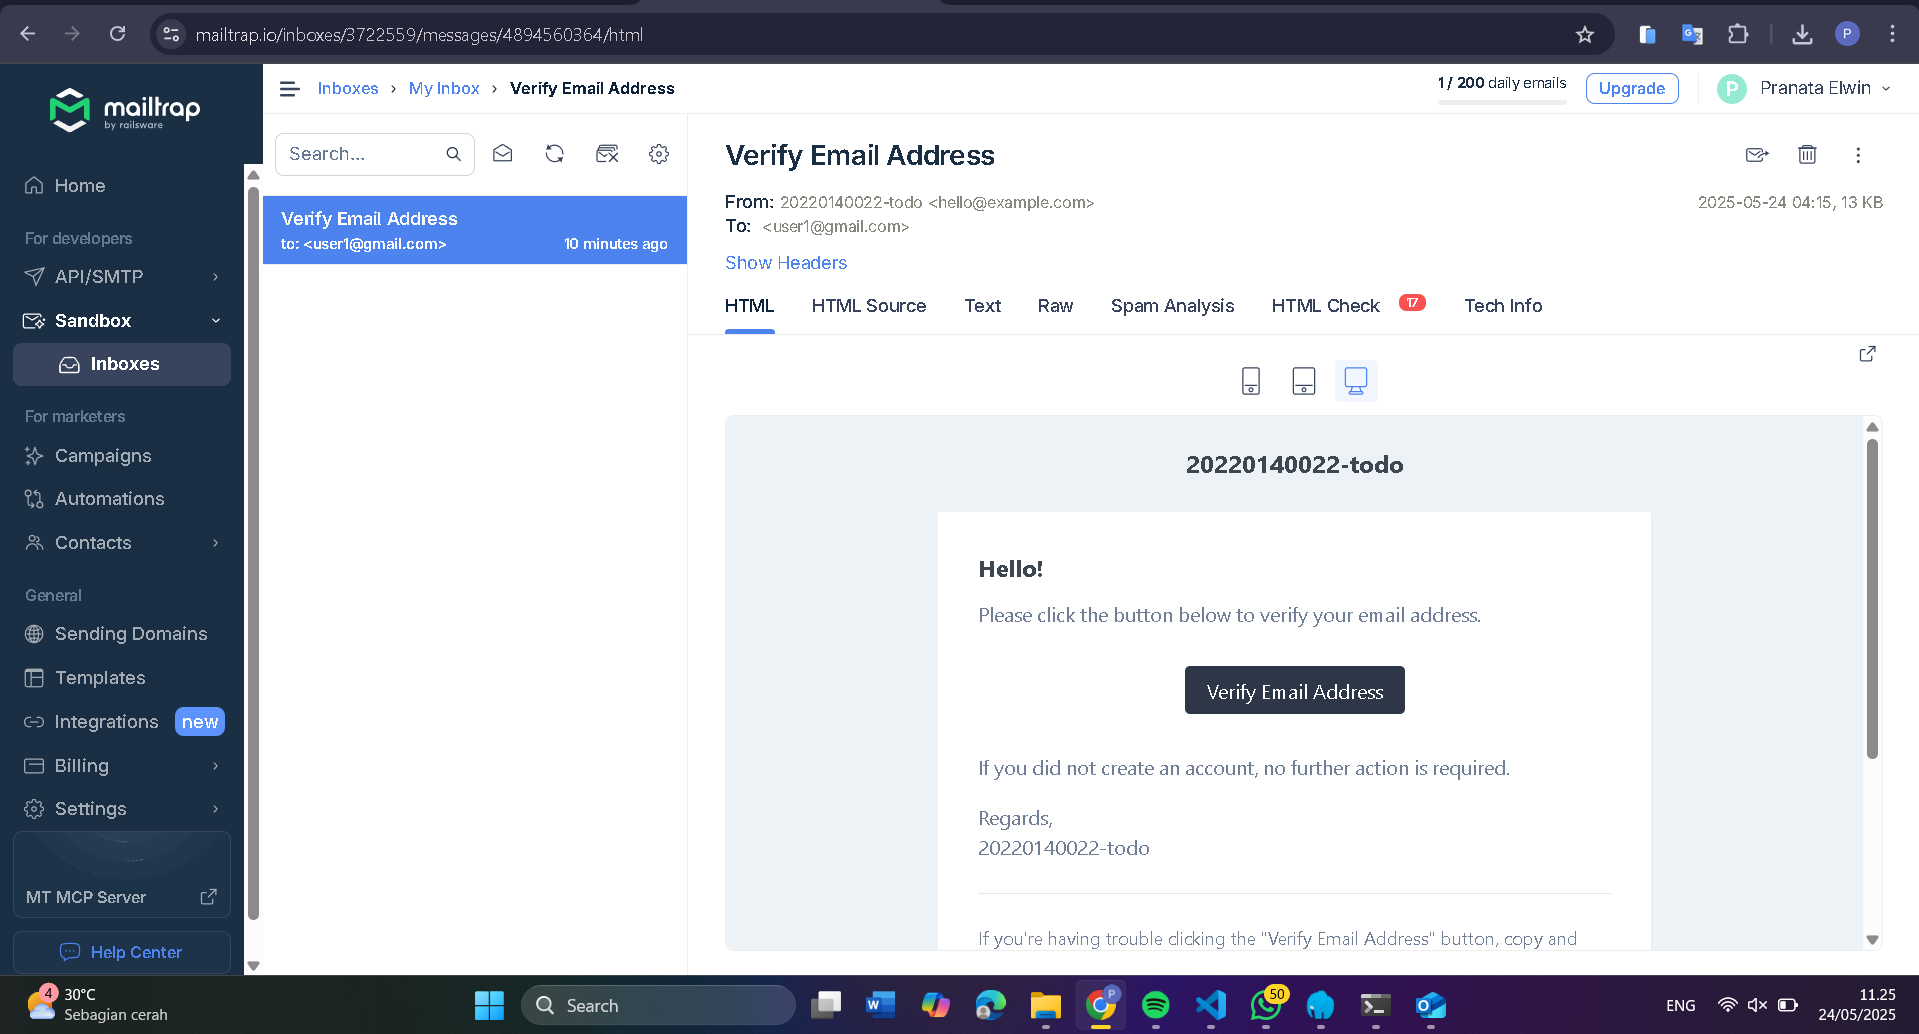 mailtrap.io/inboxes/3722559/messages/4894560364/html
P
mailtrap
by railsware
Home
For developers
API/SMTP
Sandbox
Inboxes
For marketers
Campaigns
Automations
Contacts
General
Sending Domains
Templates
Integrations new
Billing
Settings
MT MCP Server
Help Center
Inboxes › My Inbox › Verify Email Address
1 / 200 daily emails
Upgrade
P Pranata Elwin
Search...
Verify Email Address
to: <user1@gmail.com> 10 minutes ago
Verify Email Address
From: 20220140022-todo <hello@example.com>
2025-05-24 04:15, 13 KB
To: <user1@gmail.com>
Show Headers
HTML HTML Source Text Raw Spam Analysis HTML Check 17 Tech Info
20220140022-todo
Hello!
Please click the button below to verify your email address.
Verify Email Address
If you did not create an account, no further action is required.
Regards,
20220140022-todo
If you're having trouble clicking the "Verify Email Address" button, copy and
4
30°C
Sebagian cerah
Search
W
P
50
ENG
11.25
24/05/2025